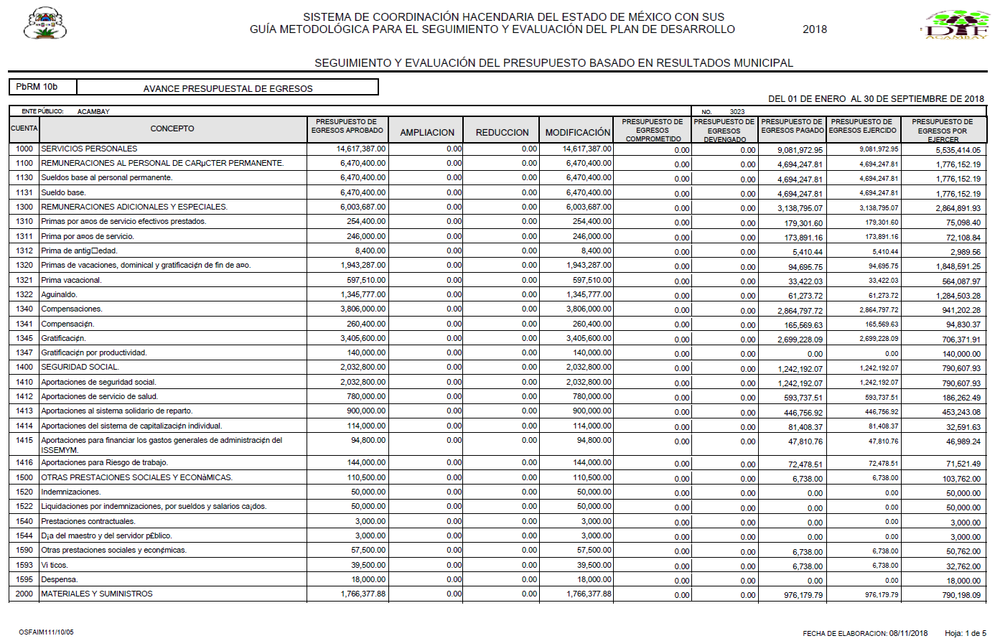 SISTEMA DE COORDINACIÓN HACENDARIA DEL ESTADO DE MÉXICO CON SUS
GUÍA METODOLÓGICA PARA EL SEGUIMIENTO Y EVALUACIÓN DEL PLAN DE DESARROLLO 2018
DIF
ACAMBAY
SEGUIMIENTO Y EVALUACIÓN DEL PRESUPUESTO BASADO EN RESULTADOS MUNICIPAL
PbRM 10b AVANCE PRESUPUESTAL DE EGRESOS
DEL 01 DE ENERO AL 30 DE SEPTIEMBRE DE 2018
ENTE PÚBLICO: ACAMBAY NO. 3023
CUENTA CONCEPTO PRESUPUESTO DE EGRESOS APROBADO AMPLIACION REDUCCION MODIFICACIÓN PRESUPUESTO DE EGRESOS COMPROMETIDO PRESUPUESTO DE EGRESOS DEVENGADO PRESUPUESTO DE EGRESOS PAGADO PRESUPUESTO DE EGRESOS EJERCIDO PRESUPUESTO DE EGRESOS POR EJERCER
1000 SERVICIOS PERSONALES 14,617,387.00 0.00 0.00 14,617,387.00 0.00 0.00 9,081,972.95 9,081,972.95 5,535,414.05
1100 REMUNERACIONES AL PERSONAL DE CARµCTER PERMANENTE. 6,470,400.00 0.00 0.00 6,470,400.00 0.00 0.00 4,694,247.81 4,694,247.81 1,776,152.19
1130 Sueldos base al personal permanente. 6,470,400.00 0.00 0.00 6,470,400.00 0.00 0.00 4,694,247.81 4,694,247.81 1,776,152.19
1131 Sueldo base. 6,470,400.00 0.00 0.00 6,470,400.00 0.00 0.00 4,694,247.81 4,694,247.81 1,776,152.19
1300 REMUNERACIONES ADICIONALES Y ESPECIALES. 6,003,687.00 0.00 0.00 6,003,687.00 0.00 0.00 3,138,795.07 3,138,795.07 2,864,891.93
1310 Primas por a¤os de servicio efectivos prestados. 254,400.00 0.00 0.00 254,400.00 0.00 0.00 179,301.60 179,301.60 75,098.40
1311 Prima por a¤os de servicio. 246,000.00 0.00 0.00 246,000.00 0.00 0.00 173,891.16 173,891.16 72,108.84
1312 Prima de antig□edad. 8,400.00 0.00 0.00 8,400.00 0.00 0.00 5,410.44 5,410.44 2,989.56
1320 Primas de vacaciones, dominical y gratificaci¢n de fin de a¤o. 1,943,287.00 0.00 0.00 1,943,287.00 0.00 0.00 94,695.75 94,695.75 1,848,591.25
1321 Prima vacacional. 597,510.00 0.00 0.00 597,510.00 0.00 0.00 33,422.03 33,422.03 564,087.97
1322 Aguinaldo. 1,345,777.00 0.00 0.00 1,345,777.00 0.00 0.00 61,273.72 61,273.72 1,284,503.28
1340 Compensaciones. 3,806,000.00 0.00 0.00 3,806,000.00 0.00 0.00 2,864,797.72 2,864,797.72 941,202.28
1341 Compensaci¢n. 260,400.00 0.00 0.00 260,400.00 0.00 0.00 165,569.63 165,569.63 94,830.37
1345 Gratificaci¢n. 3,405,600.00 0.00 0.00 3,405,600.00 0.00 0.00 2,699,228.09 2,699,228.09 706,371.91
1347 Gratificaci¢n por productividad. 140,000.00 0.00 0.00 140,000.00 0.00 0.00 0.00 0.00 140,000.00
1400 SEGURIDAD SOCIAL. 2,032,800.00 0.00 0.00 2,032,800.00 0.00 0.00 1,242,192.07 1,242,192.07 790,607.93
1410 Aportaciones de seguridad social. 2,032,800.00 0.00 0.00 2,032,800.00 0.00 0.00 1,242,192.07 1,242,192.07 790,607.93
1412 Aportaciones de servicio de salud. 780,000.00 0.00 0.00 780,000.00 0.00 0.00 593,737.51 593,737.51 186,262.49
1413 Aportaciones al sistema solidario de reparto. 900,000.00 0.00 0.00 900,000.00 0.00 0.00 446,756.92 446,756.92 453,243.08
1414 Aportaciones del sistema de capitalizaci¢n individual. 114,000.00 0.00 0.00 114,000.00 0.00 0.00 81,408.37 81,408.37 32,591.63
1415 Aportaciones para financiar los gastos generales de administraci¢n del 94,800.00 0.00 0.00 94,800.00 0.00 0.00 47,810.76 47,810.76 46,989.24
ISSEMYM.
1416 Aportaciones para Riesgo de trabajo. 144,000.00 0.00 0.00 144,000.00 0.00 0.00 72,478.51 72,478.51 71,521.49
1500 OTRAS PRESTACIONES SOCIALES Y ECONàMICAS. 110,500.00 0.00 0.00 110,500.00 0.00 0.00 6,738.00 6,738.00 103,762.00
1520 Indemnizaciones. 50,000.00 0.00 0.00 50,000.00 0.00 0.00 0.00 0.00 50,000.00
1522 Liquidaciones por indemnizaciones, por sueldos y salarios ca¡dos. 50,000.00 0.00 0.00 50,000.00 0.00 0.00 0.00 0.00 50,000.00
1540 Prestaciones contractuales. 3,000.00 0.00 0.00 3,000.00 0.00 0.00 0.00 0.00 3,000.00
1544 D¡a del maestro y del servidor p£blico. 3,000.00 0.00 0.00 3,000.00 0.00 0.00 0.00 0.00 3,000.00
1590 Otras prestaciones sociales y econ¢micas. 57,500.00 0.00 0.00 57,500.00 0.00 0.00 6,738.00 6,738.00 50,762.00
1593 Vi ticos. 39,500.00 0.00 0.00 39,500.00 0.00 0.00 6,738.00 6,738.00 32,762.00
1595 Despensa. 18,000.00 0.00 0.00 18,000.00 0.00 0.00 0.00 0.00 18,000.00
2000 MATERIALES Y SUMINISTROS 1,766,377.88 0.00 0.00 1,766,377.88 0.00 0.00 976,179.79 976,179.79 790,198.09
OSFAIM111/10/05 FECHA DE ELABORACION: 08/11/2018 Hoja: 1 de 5